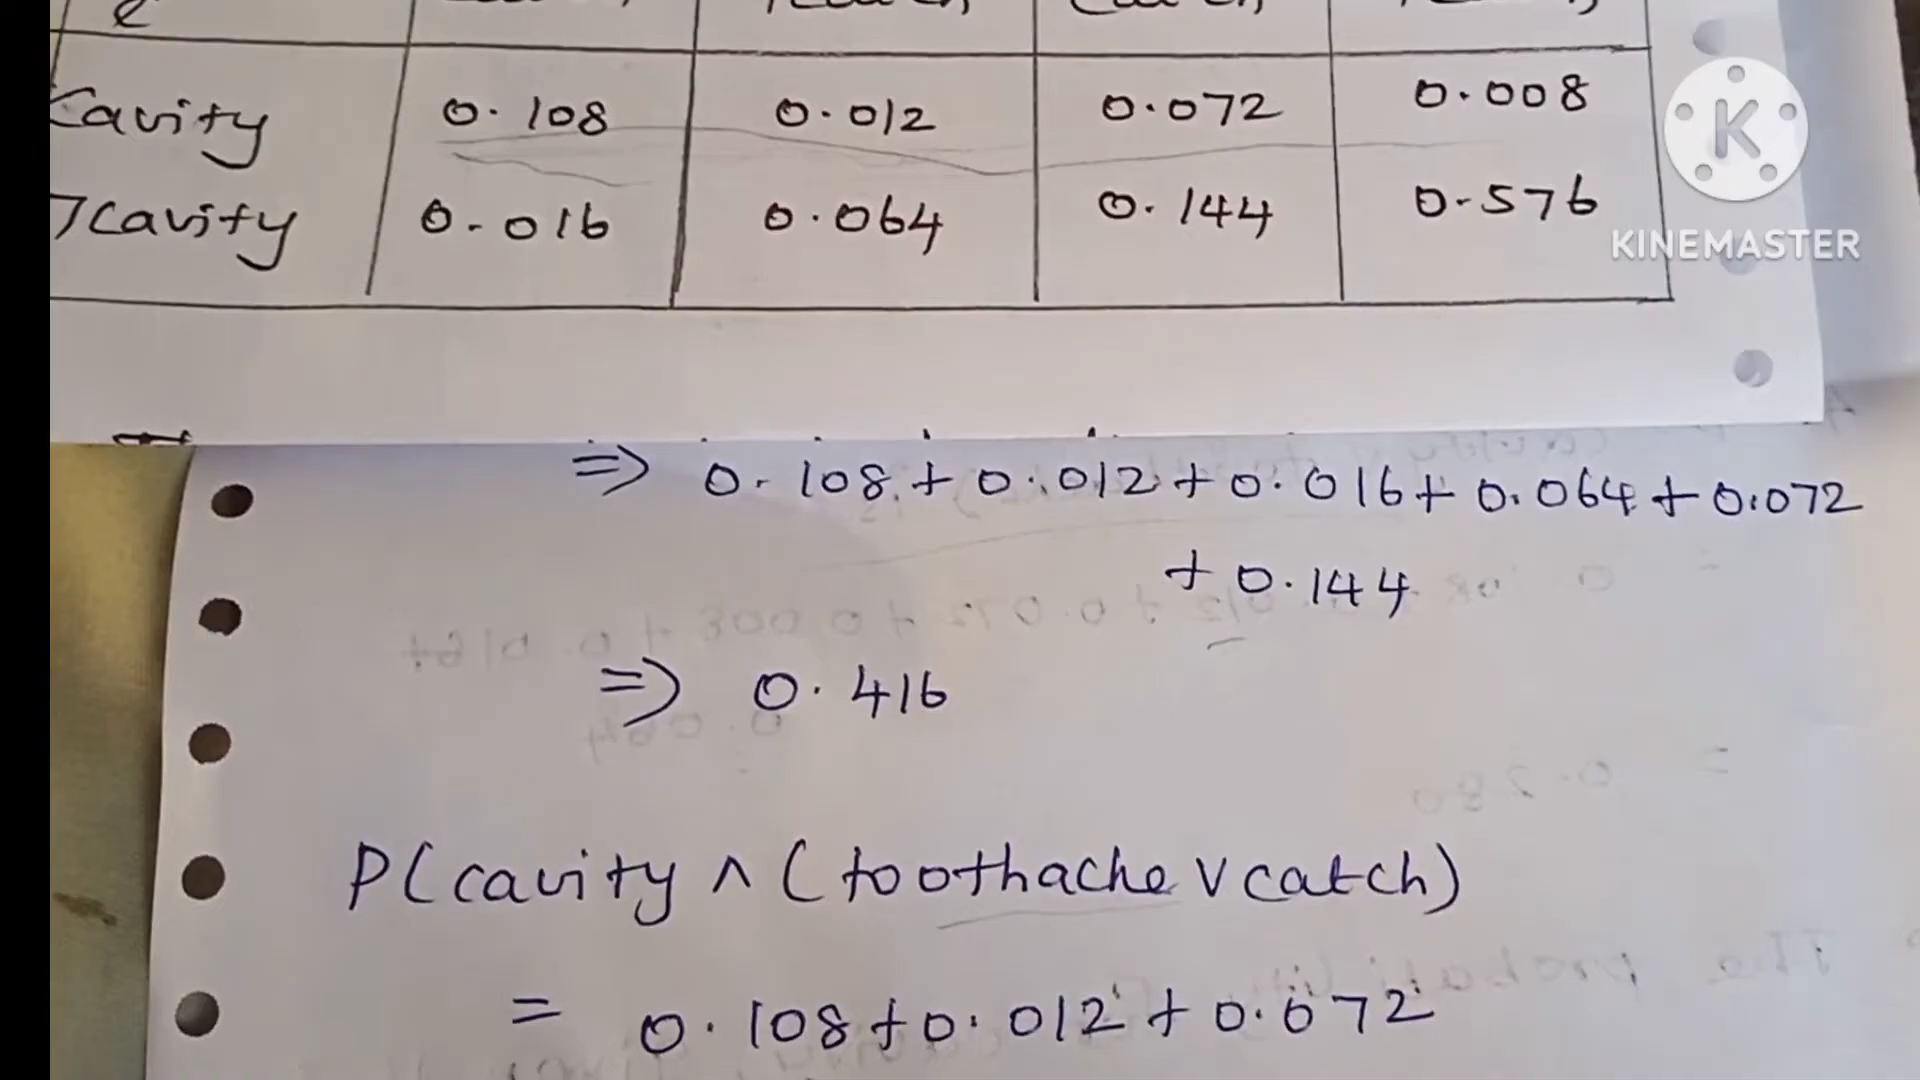 Cavity 0.108 0.012 0.072 0.008
¬cavity 0.016 0.064 0.144 0.576
KINEMASTER
=> 0.108 + 0.012 + 0.016 + 0.064 + 0.072
+ 0.144
=> 0.416
P(cavity ∧ (toothache ∨ catch)
= 0.108 + 0.012 + 0.072